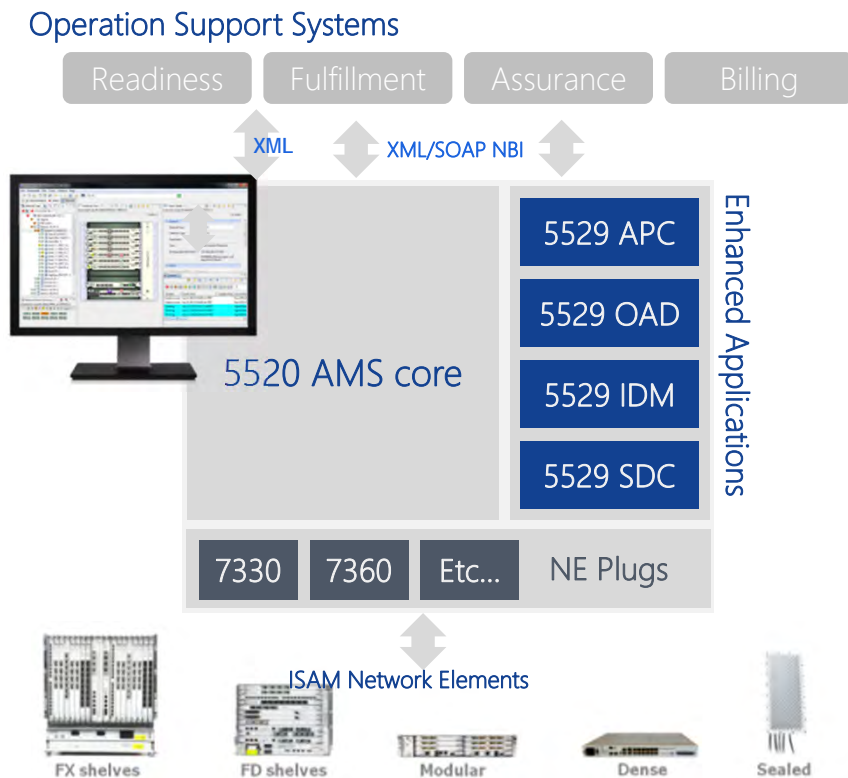 Operation Support Systems
Readiness Fulfillment Assurance Billing
XML XML/SOAP NBI
5529 APC
5529 OAD
5520 AMS core
5529 IDM
5529 SDC
Enhanced Applications
7330 7360 Etc... NE Plugs
ISAM Network Elements
FX shelves FD shelves Modular Dense Sealed